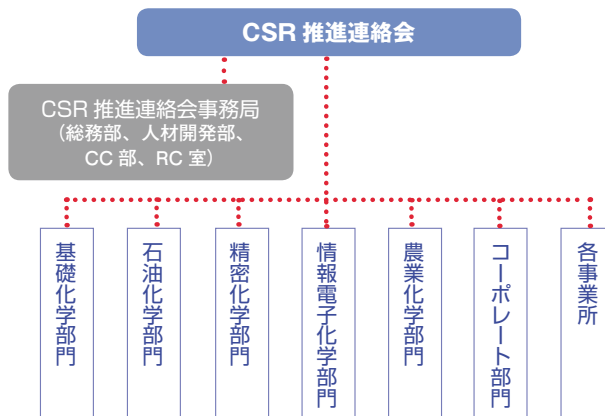 CSR 推進連絡会
CSR 推進連絡会事務局
(総務部、人材開発部、
CC 部、RC 室)
基礎化学部門
石油化学部門
精密化学部門
情報電子化学部門
農業化学部門
コーポレート部門
各事業所